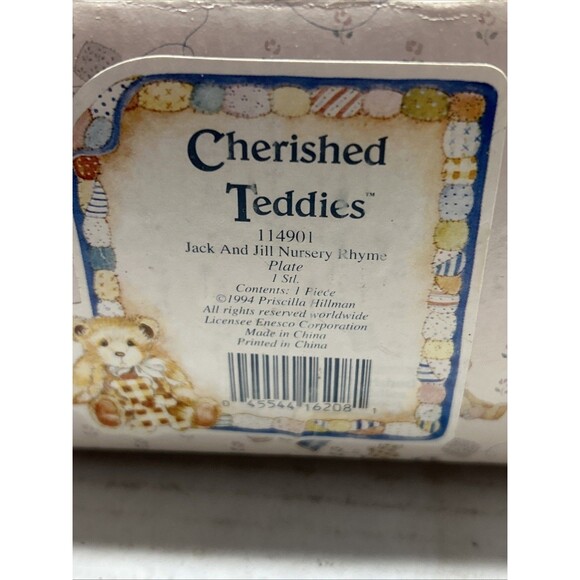 Cherished
Teddies™
114901
Jack And Jill Nursery Rhyme
Plate
1 Stl.
Contents: 1 Piece
©1994 Priscilla Hillman
All rights reserved worldwide
Licensee Enesco Corporation
Made in China
Printed in China
0 45544 16208 1